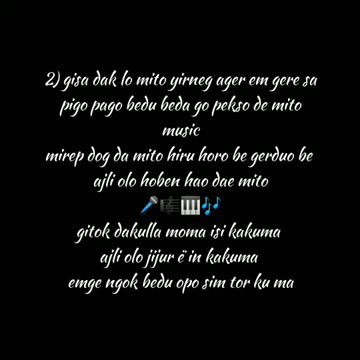 2) gisa dak lo mito yirneg ager em gere sa
pigo pago bedu beda go pekso de mito
music
mirep dog da mito hiru horo be gerduo be
ajli olo hoben hao dae mito
🎤🎼🎹🎶
gitok dakulla moma isi kakuma
ajli olo jijur ë in kakuma
emge ngok bedu opo sim tor ku ma